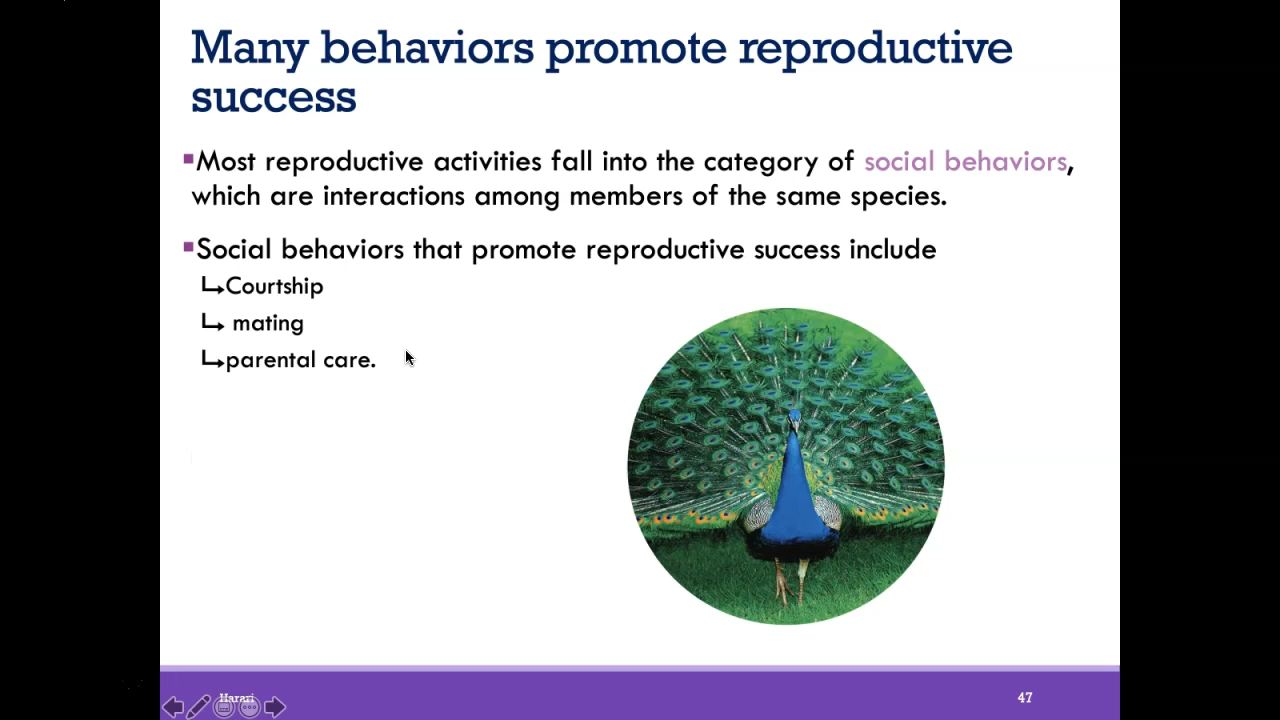 Many behaviors promote reproductive
success
▪Most reproductive activities fall into the category of social behaviors,
which are interactions among members of the same species.
▪Social behaviors that promote reproductive success include
↳Courtship
↳ mating
↳parental care.
Harari
47